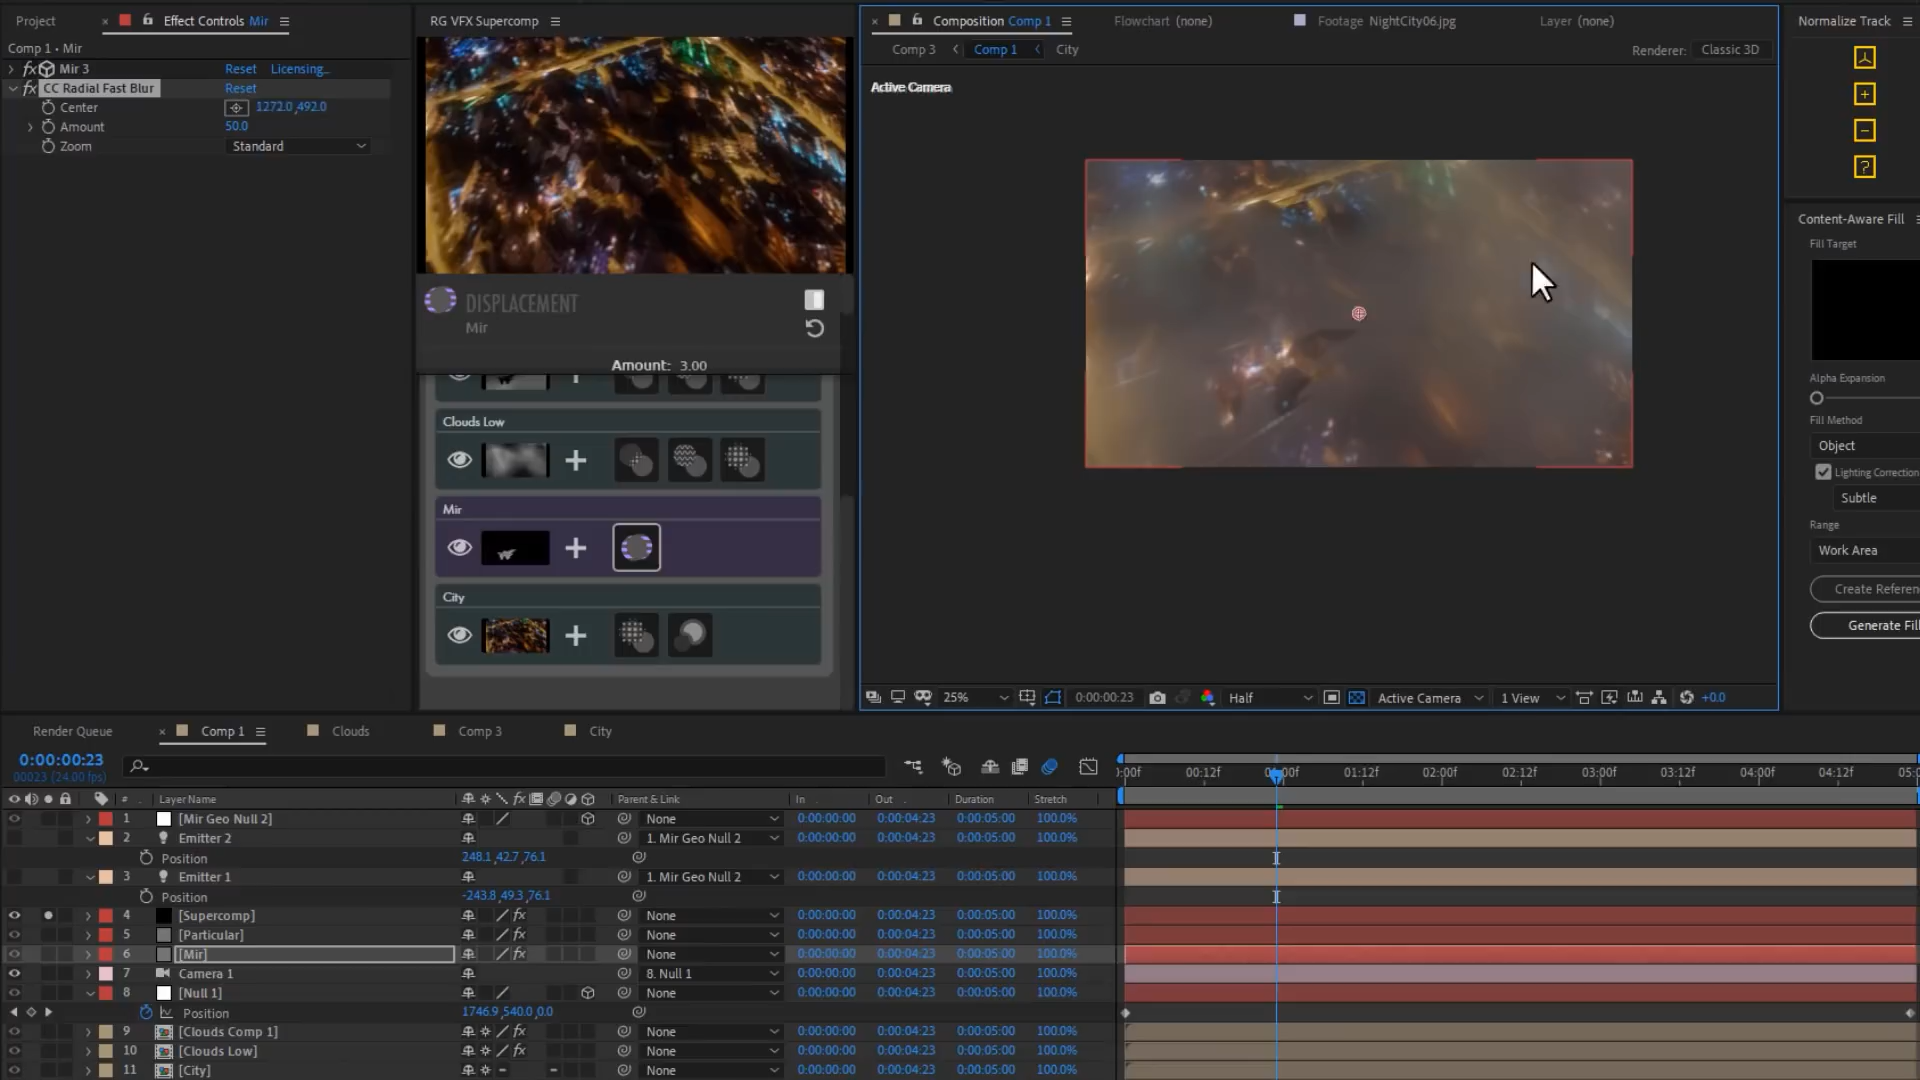 Project
Effect Controls Mir
RG VFX Supercomp
Composition Comp 1
Flowchart (none)
Footage NightCity06.jpg
Layer (none)
Normalize Track
Comp 1 • Mir
Comp 3
Comp 1
City
Renderer:
Classic 3D
fx Mir 3
Reset
Licensing...
fx CC Radial Fast Blur
Reset
Active Camera
Center
1272.0,492.0
Amount
50.0
Zoom
Standard
Content-Aware Fill
Fill Target
DISPLACEMENT
Mir
Amount: 3.00
Alpha Expansion
Clouds Low
Fill Method
Object
Lighting Correction
Subtle
Mir
Range
Work Area
City
Create Referen
Generate Fil
25%
0:00:00:23
Half
Active Camera
1 View
+0.0
Render Queue
Comp 1
Clouds
Comp 3
City
0:00:00:23
00023 (24.00 fps)
:00f
00:12f
01:00f
01:12f
02:00f
02:12f
03:00f
03:12f
04:00f
04:12f
05:0
#
Layer Name
fx
Parent & Link
In
Out
Duration
Stretch
1 [Mir Geo Null 2] None 0:00:00:00 0:00:04:23 0:00:05:00 100.0%
2 Emitter 2 1. Mir Geo Null 2 0:00:00:00 0:00:04:23 0:00:05:00 100.0%
Position 248.1,42.7,76.1
3 Emitter 1 1. Mir Geo Null 2 0:00:00:00 0:00:04:23 0:00:05:00 100.0%
Position -243.8,49.3,76.1
4 [Supercomp] fx None 0:00:00:00 0:00:04:23 0:00:05:00 100.0%
5 [Particular] fx None 0:00:00:00 0:00:04:23 0:00:05:00 100.0%
6 [Mir] fx None 0:00:00:00 0:00:04:23 0:00:05:00 100.0%
7 Camera 1 8. Null 1 0:00:00:00 0:00:04:23 0:00:05:00 100.0%
8 [Null 1] None 0:00:00:00 0:00:04:23 0:00:05:00 100.0%
Position 1746.9,540.0,0.0
9 [Clouds Comp 1] fx None 0:00:00:00 0:00:04:23 0:00:05:00 100.0%
10 [Clouds Low] fx None 0:00:00:00 0:00:04:23 0:00:05:00 100.0%
11 [City] None 0:00:00:00 0:00:04:23 0:00:05:00 100.0%